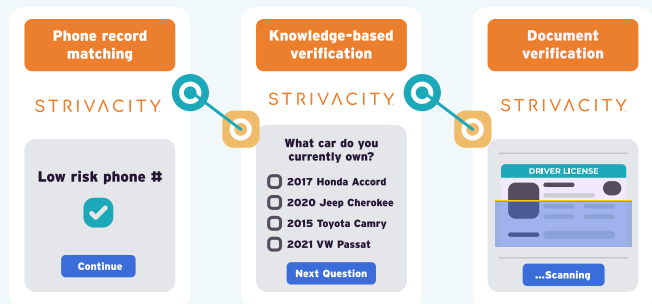 Phone record
matching
STRIVACITY
Low risk phone #
Continue
Knowledge-based
verification
STRIVACITY
What car do you
currently own?
2017 Honda Accord
2020 Jeep Cherokee
2015 Toyota Camry
2021 VW Passat
Next Question
Document
verification
STRIVACITY
DRIVER LICENSE
...Scanning